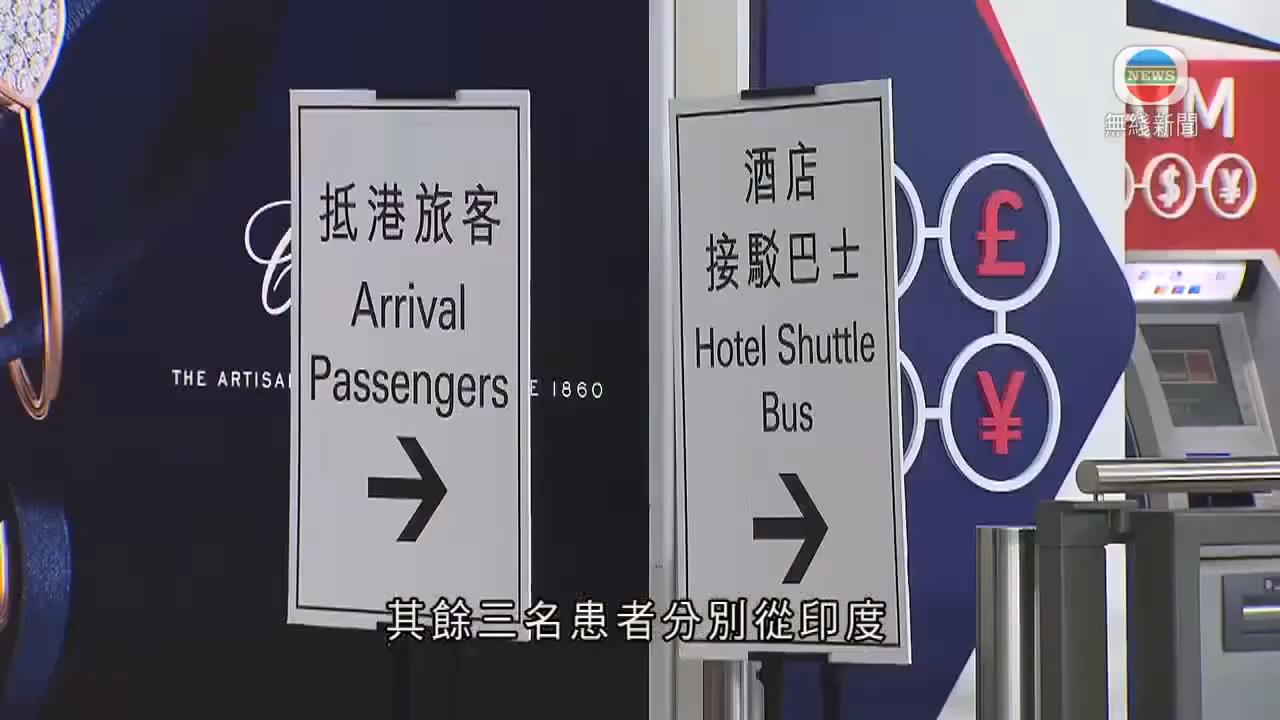 NEWS
無綫新聞
抵港旅客
Arrival
Passengers
酒店
接駁巴士
Hotel Shuttle
Bus
THE ARTISA
E 1860
£
¥
TM
$ ¥
其餘三名患者分別從印度